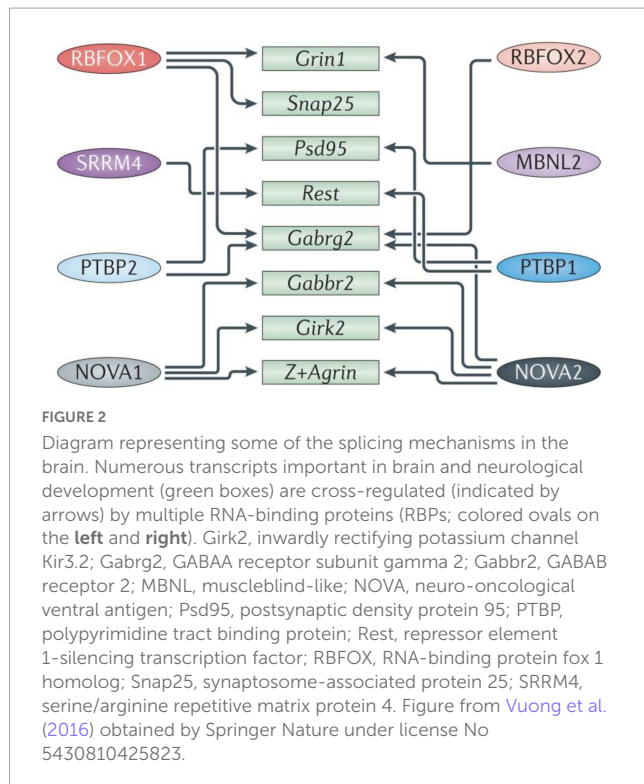 RBFOX1
Grin1
RBFOX2
Snap25
SRRM4
Psd95
MBNL2
Rest
PTBP2
Gabrg2
PTBP1
Gabbr2
Girk2
NOVA1
Z+Agrin
NOVA2
FIGURE 2
Diagram representing some of the splicing mechanisms in the
brain. Numerous transcripts important in brain and neurological
development (green boxes) are cross-regulated (indicated by
arrows) by multiple RNA-binding proteins (RBPs; colored ovals on
the left and right). Girk2, inwardly rectifying potassium channel
Kir3.2; Gabrg2, GABAA receptor subunit gamma 2; Gabbr2, GABAB
receptor 2; MBNL, muscleblind-like; NOVA, neuro-oncological
ventral antigen; Psd95, postsynaptic density protein 95; PTBP,
polypyrimidine tract binding protein; Rest, repressor element
1-silencing transcription factor; RBFOX, RNA-binding protein fox 1
homolog; Snap25, synaptosome-associated protein 25; SRRM4,
serine/arginine repetitive matrix protein 4. Figure from Vuong et al.
(2016) obtained by Springer Nature under license No
5430810425823.